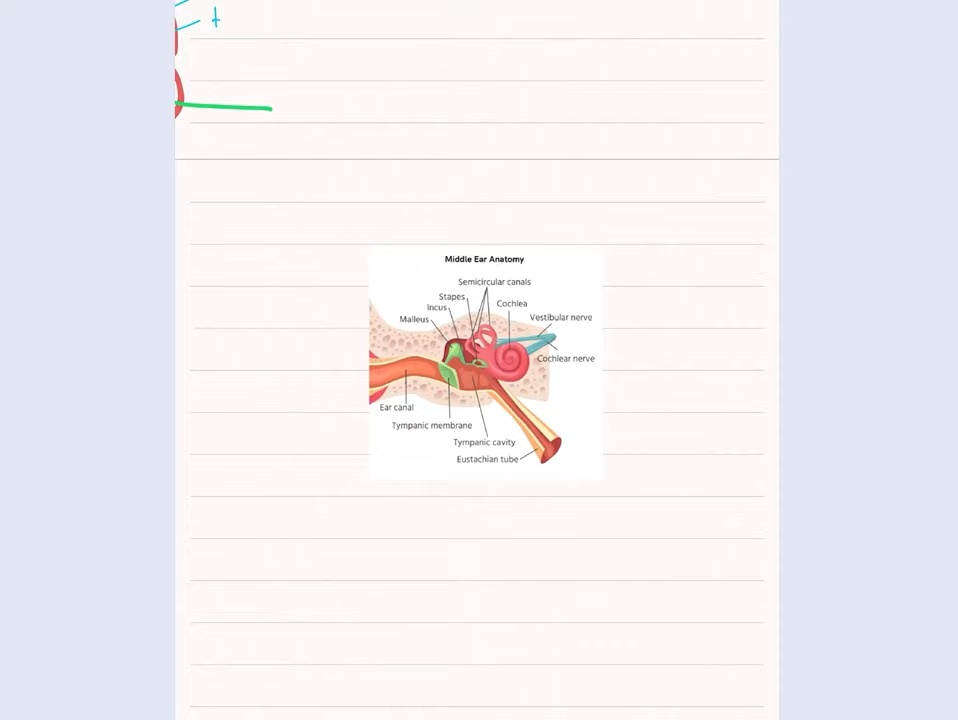 Middle Ear Anatomy
Semicircular canals
Stapes
Cochlea
Incus
Vestibular nerve
Malleus
Cochlear nerve
Ear canal
Tympanic membrane
Tympanic cavity
Eustachian tube